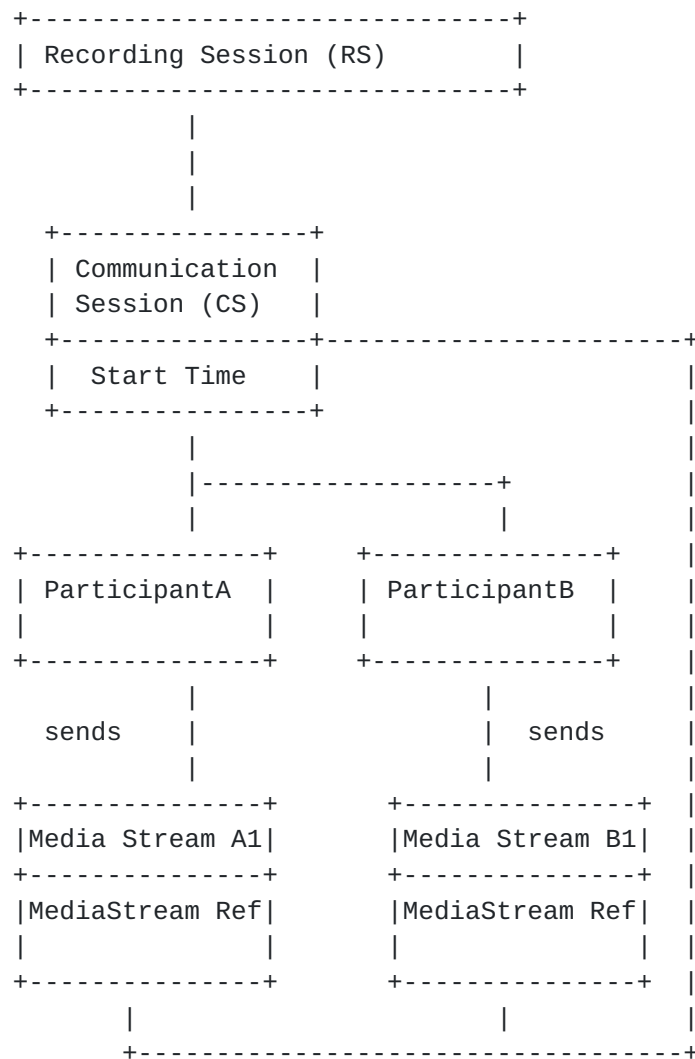 Recording Session (RS)
Communication
Session (CS)
Start Time
ParticipantA ParticipantB
sends sends
Media Stream A1 Media Stream B1
MediaStream Ref MediaStream Ref